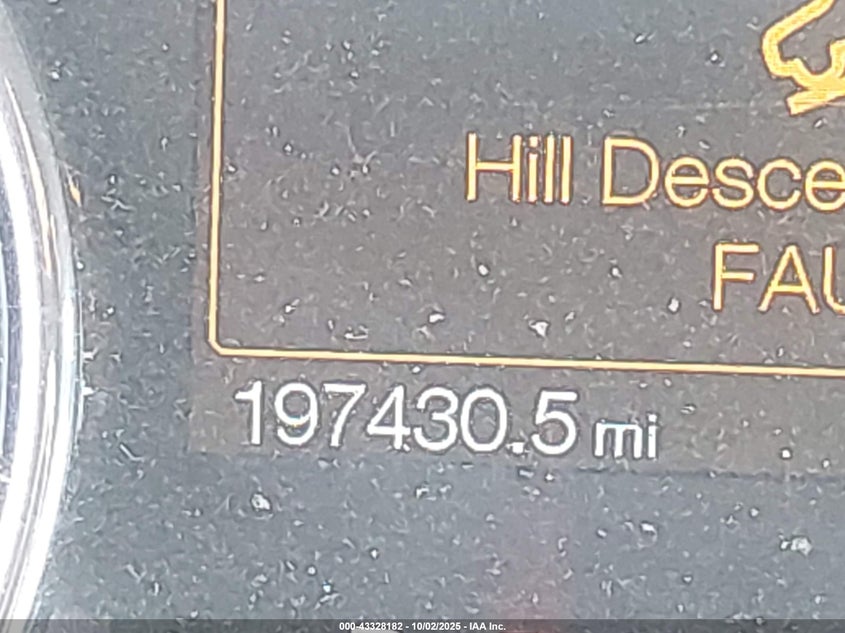 Hill Desce
FAU
197430.5 mi
000-43328182 - 10/02/2025 - IAA Inc.